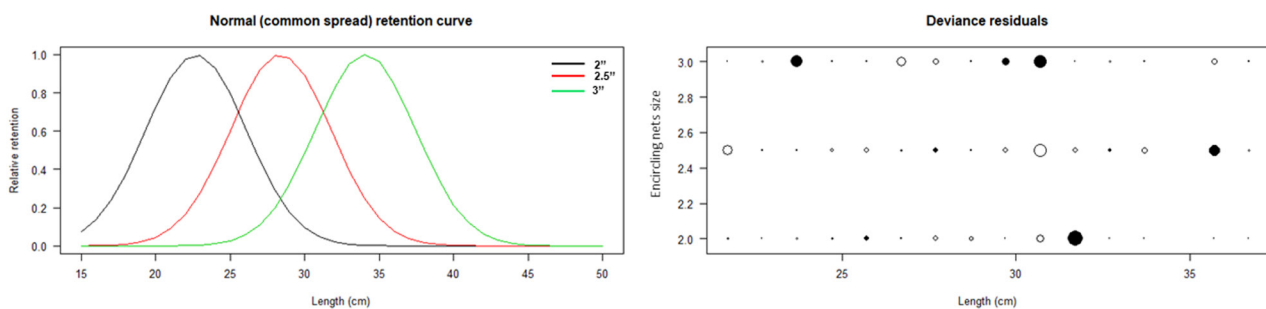 Normal (common spread) retention curve
Relative retention
1.0
0.8
0.6
0.4
0.2
0.0
2”
2.5”
3”
15 20 25 30 35 40 45 50
Length (cm)
Deviance residuals
Encircling nets size
3.0
2.8
2.6
2.4
2.2
2.0
25 30 35
Length (cm)